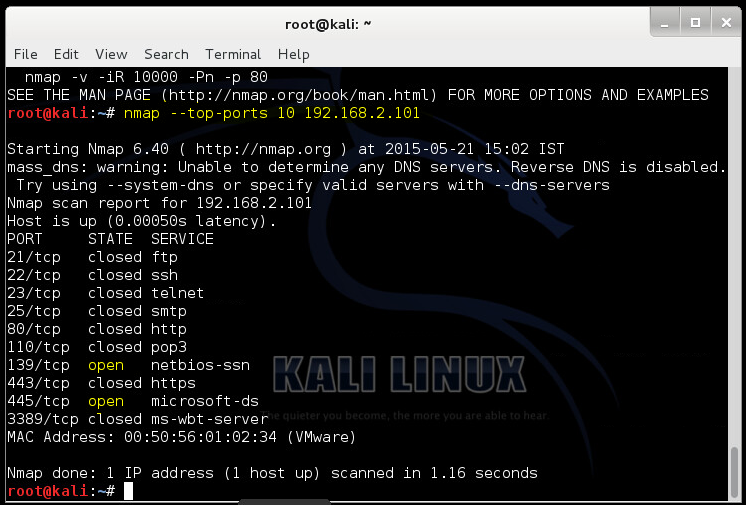 root@kali: ~
File Edit View Search Terminal Help
nmap -v -iR 10000 -Pn -p 80
SEE THE MAN PAGE (http://nmap.org/book/man.html) FOR MORE OPTIONS AND EXAMPLES
root@kali:~# nmap --top-ports 10 192.168.2.101
Starting Nmap 6.40 ( http://nmap.org ) at 2015-05-21 15:02 IST
mass_dns: warning: Unable to determine any DNS servers. Reverse DNS is disabled.
Try using --system-dns or specify valid servers with --dns-servers
Nmap scan report for 192.168.2.101
Host is up (0.00050s latency).
PORT STATE SERVICE
21/tcp closed ftp
22/tcp closed ssh
23/tcp closed telnet
25/tcp closed smtp
80/tcp closed http
110/tcp closed pop3
139/tcp open netbios-ssn
443/tcp closed https
445/tcp open microsoft-ds
3389/tcp closed ms-wbt-server
MAC Address: 00:50:56:01:02:34 (VMware)
Nmap done: 1 IP address (1 host up) scanned in 1.16 seconds
root@kali:~#
KALI LINUX
The quieter you become, the more you are able to hear.